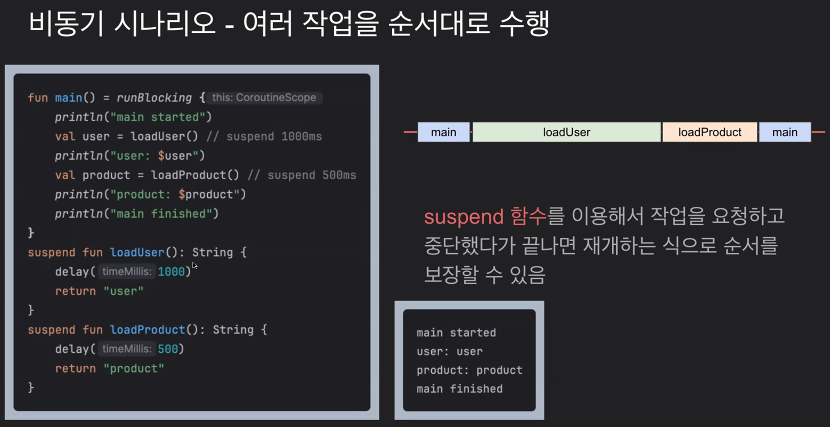 비동기 시나리오 - 여러 작업을 순서대로 수행
fun main() = runBlocking { this: CoroutineScope
println("main started")
val user = loadUser() // suspend 1000ms
println("user: $user")
val product = loadProduct() // suspend 500ms
println("product: $product")
println("main finished")
}
suspend fun loadUser(): String {
delay( timeMillis: 1000)
return "user"
}
suspend fun loadProduct(): String {
delay( timeMillis: 500)
return "product"
}
main loadUser loadProduct main
suspend 함수를 이용해서 작업을 요청하고
중단했다가 끝나면 재개하는 식으로 순서를
보장할 수 있음
main started
user: user
product: product
main finished